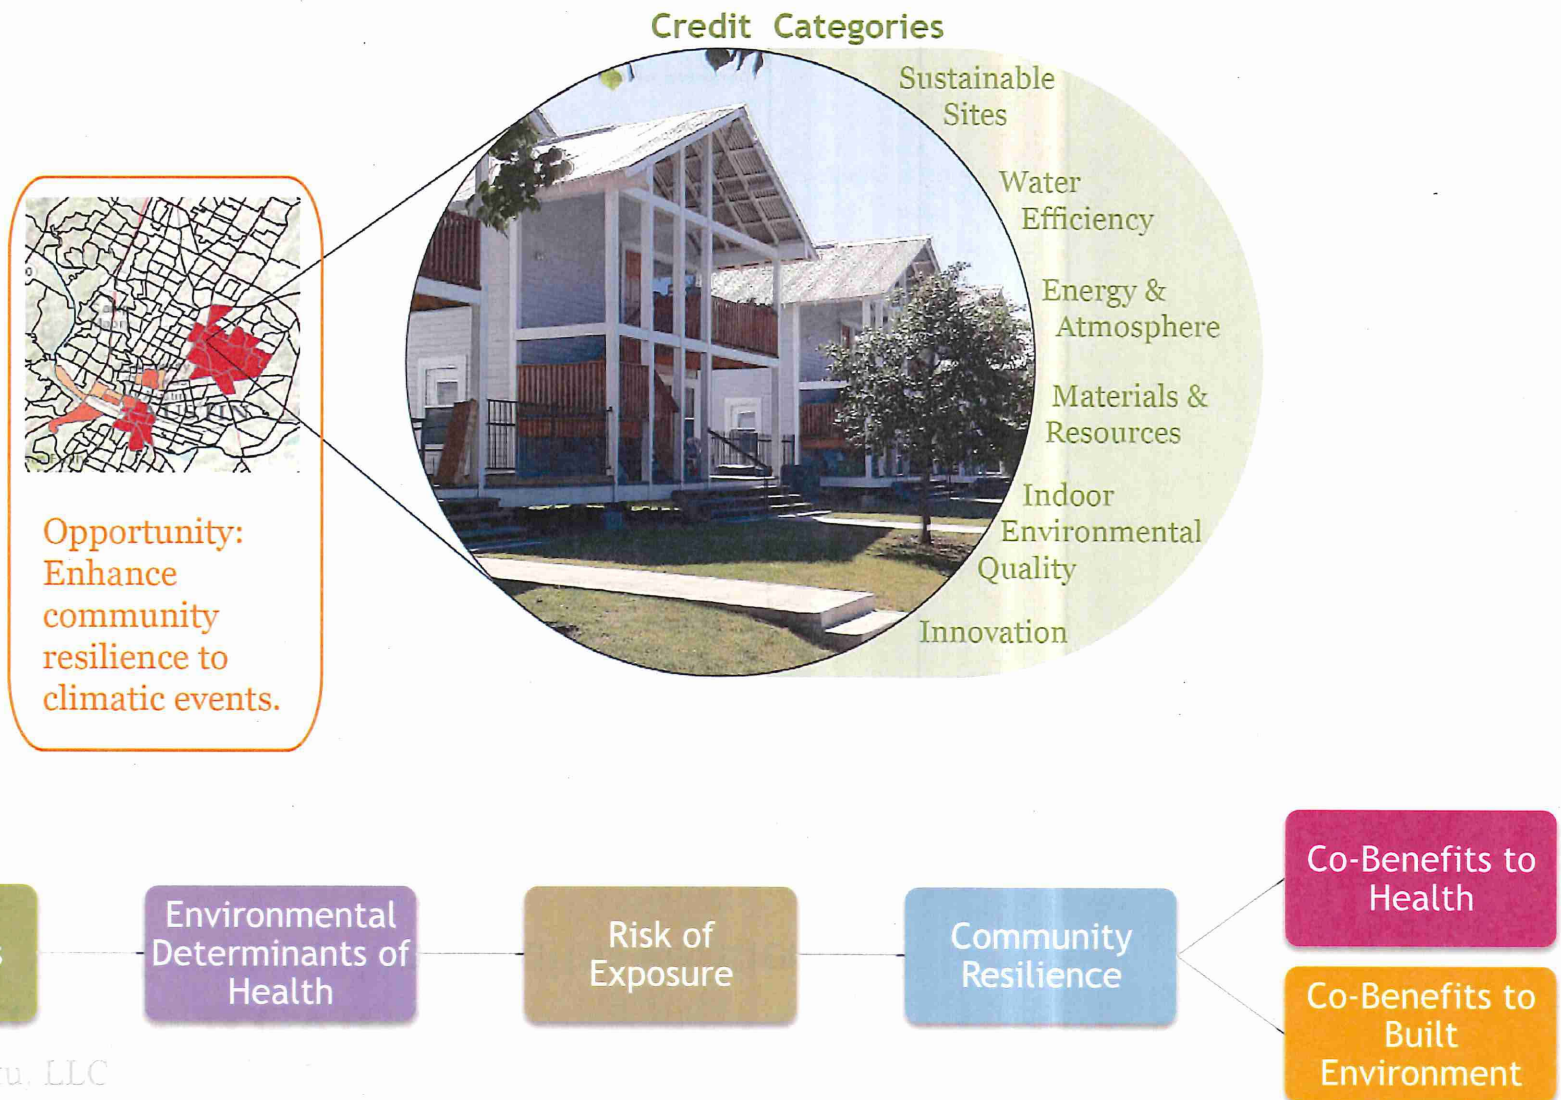 Credit Categories
Sustainable
Sites
Water
Efficiency
Energy &
Atmosphere
Materials &
Resources
Indoor
Environmental
Quality
Innovation
Opportunity:
Enhance
community
resilience to
climatic events.
Co-Benefits to
Health
s
Environmental
Determinants of
Health
Risk of
Exposure
Community
Resilience
Co-Benefits to
Built
Environment
LLC